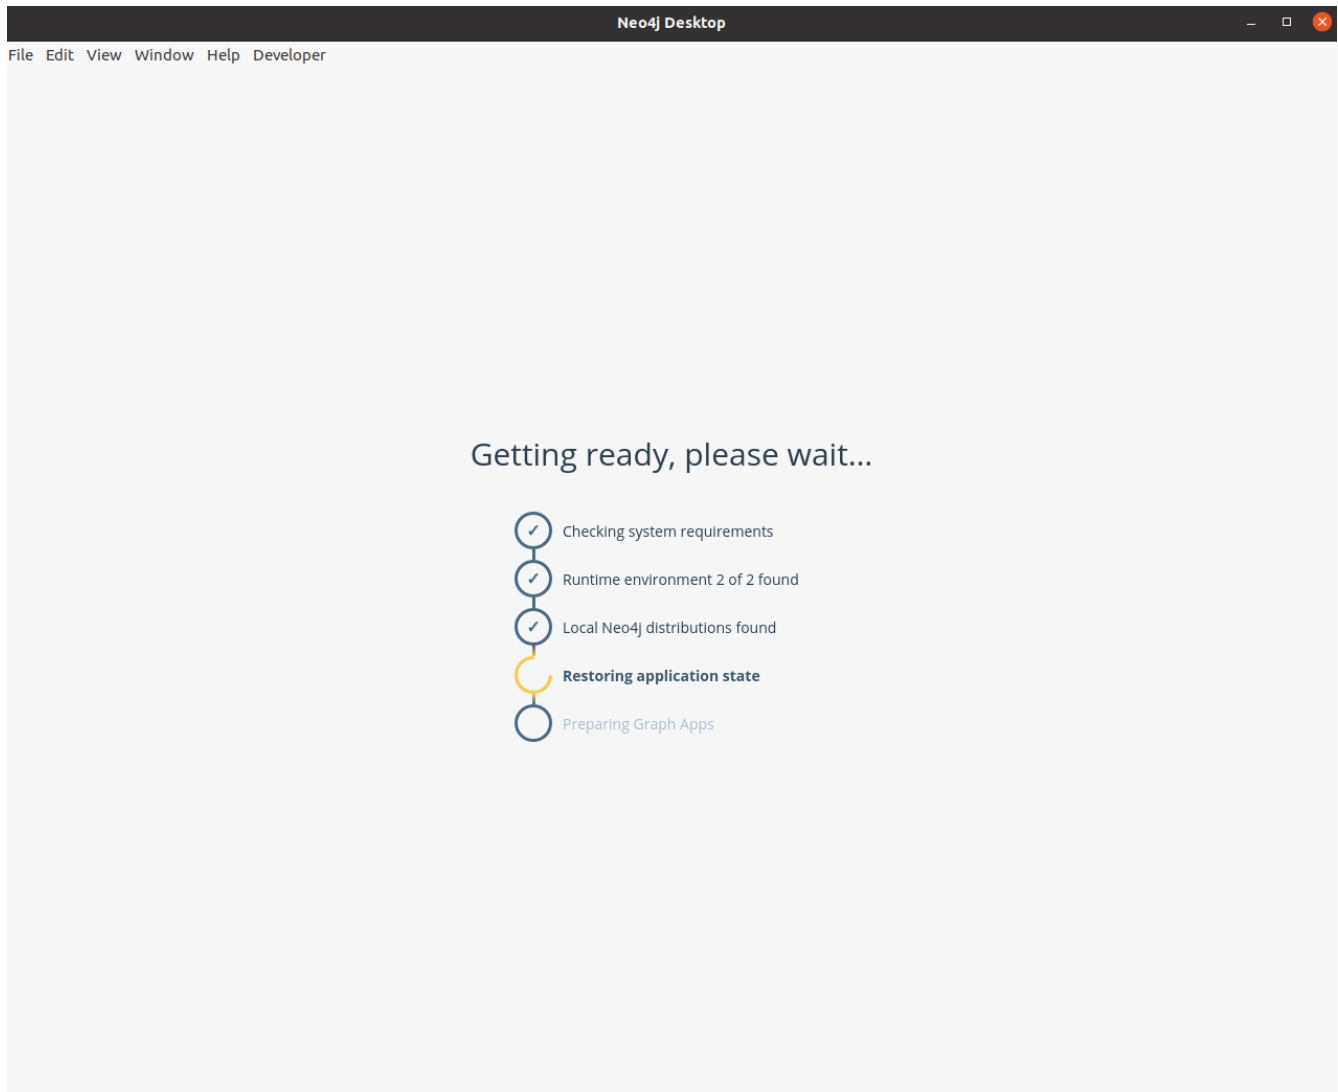 Neo4j Desktop
File Edit View Window Help Developer
Getting ready, please wait...
✓ Checking system requirements
✓ Runtime environment 2 of 2 found
✓ Local Neo4j distributions found
Restoring application state
Preparing Graph Apps